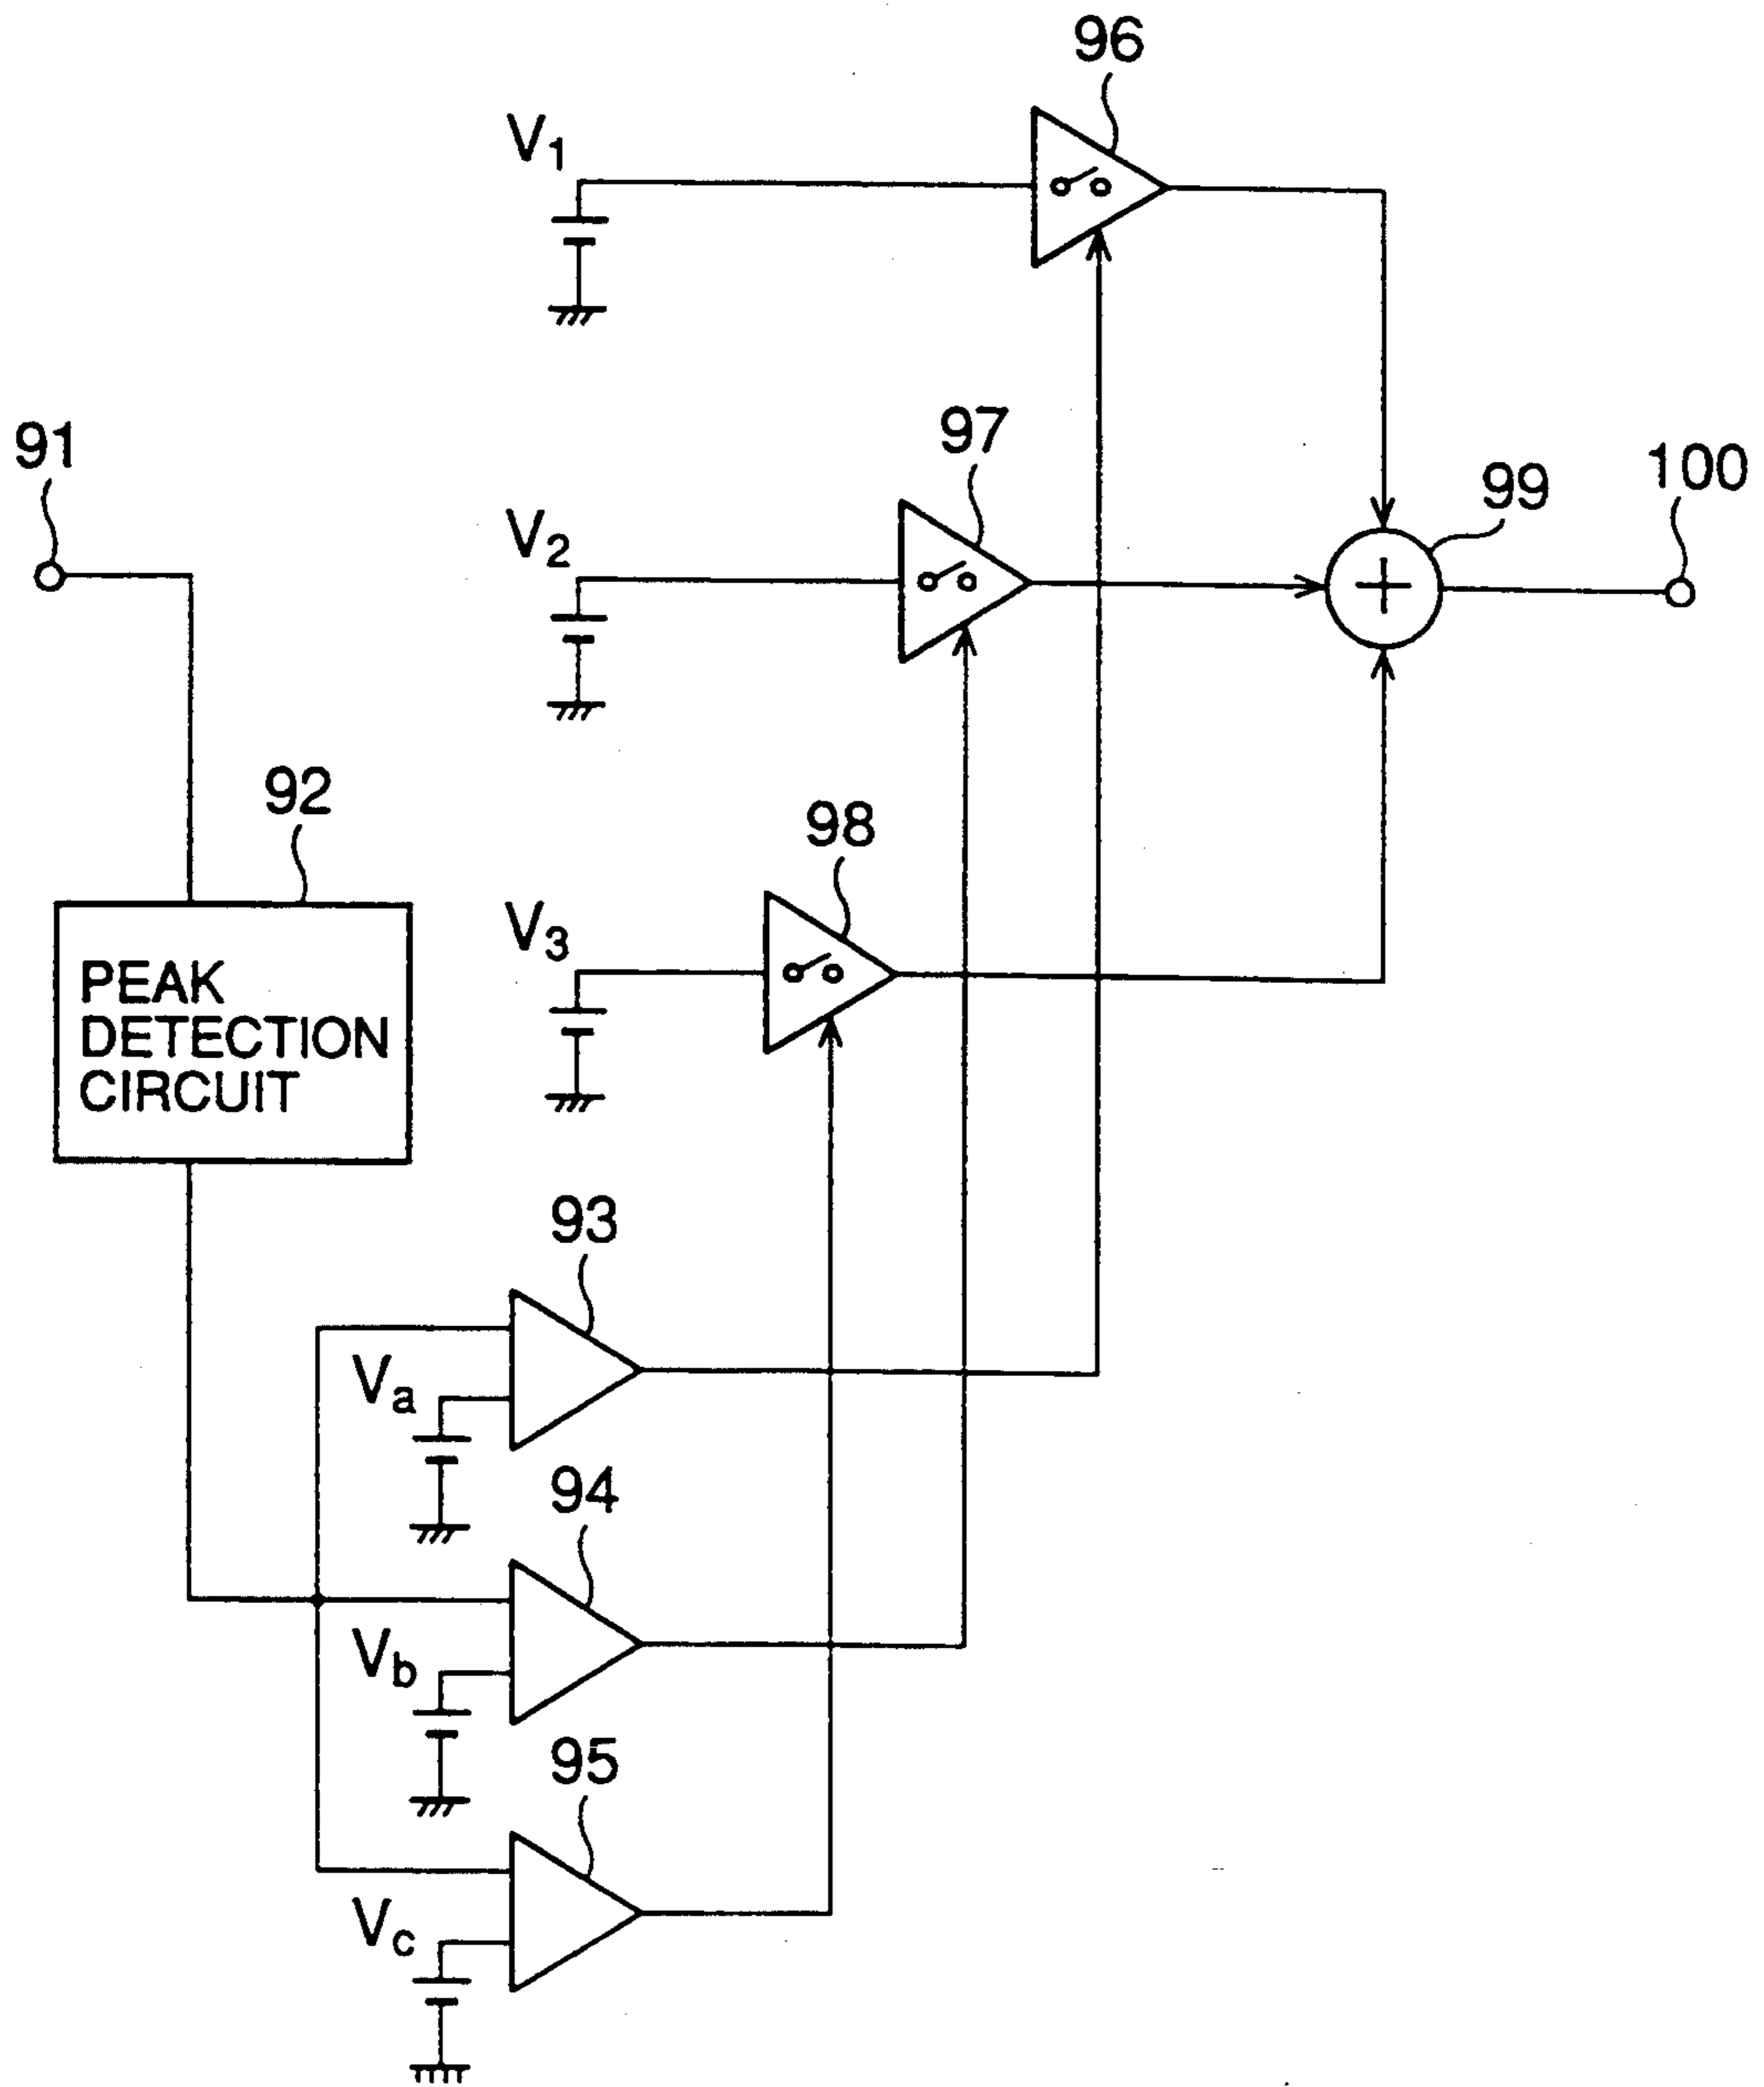 96
V1
97
91
100
99
V2
92
98
V3
PEAK
DETECTION
CIRCUIT
93
Va
94
Vb
95
Vc